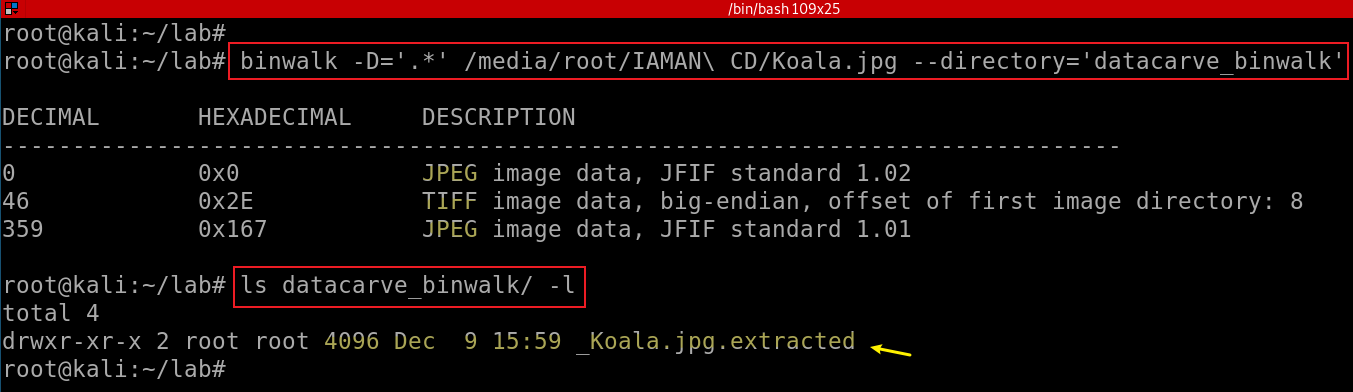 /bin/bash 109x25
root@kali:~/lab#
root@kali:~/lab# binwalk -D='.*' /media/root/IAMAN\ CD/Koala.jpg --directory='datacarve_binwalk'
DECIMAL       HEXADECIMAL     DESCRIPTION
--------------------------------------------------------------------------------
0             0x0             JPEG image data, JFIF standard 1.02
46            0x2E            TIFF image data, big-endian, offset of first image directory: 8
359           0x167           JPEG image data, JFIF standard 1.01
root@kali:~/lab# ls datacarve_binwalk/ -l
total 4
drwxr-xr-x 2 root root 4096 Dec  9 15:59 _Koala.jpg.extracted
root@kali:~/lab#